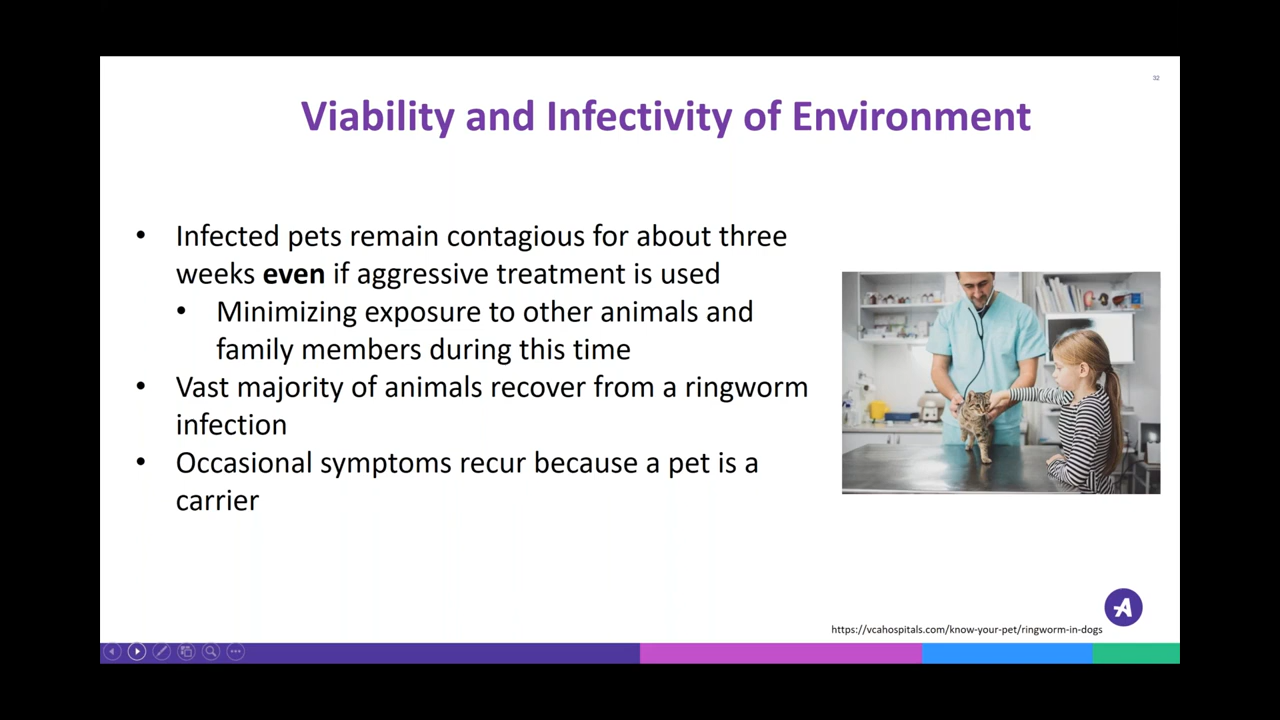 32
Viability and Infectivity of Environment
• Infected pets remain contagious for about three
weeks even if aggressive treatment is used
• Minimizing exposure to other animals and
family members during this time
• Vast majority of animals recover from a ringworm
infection
• Occasional symptoms recur because a pet is a
carrier
A
https://vcahospitals.com/know-your-pet/ringworm-in-dogs